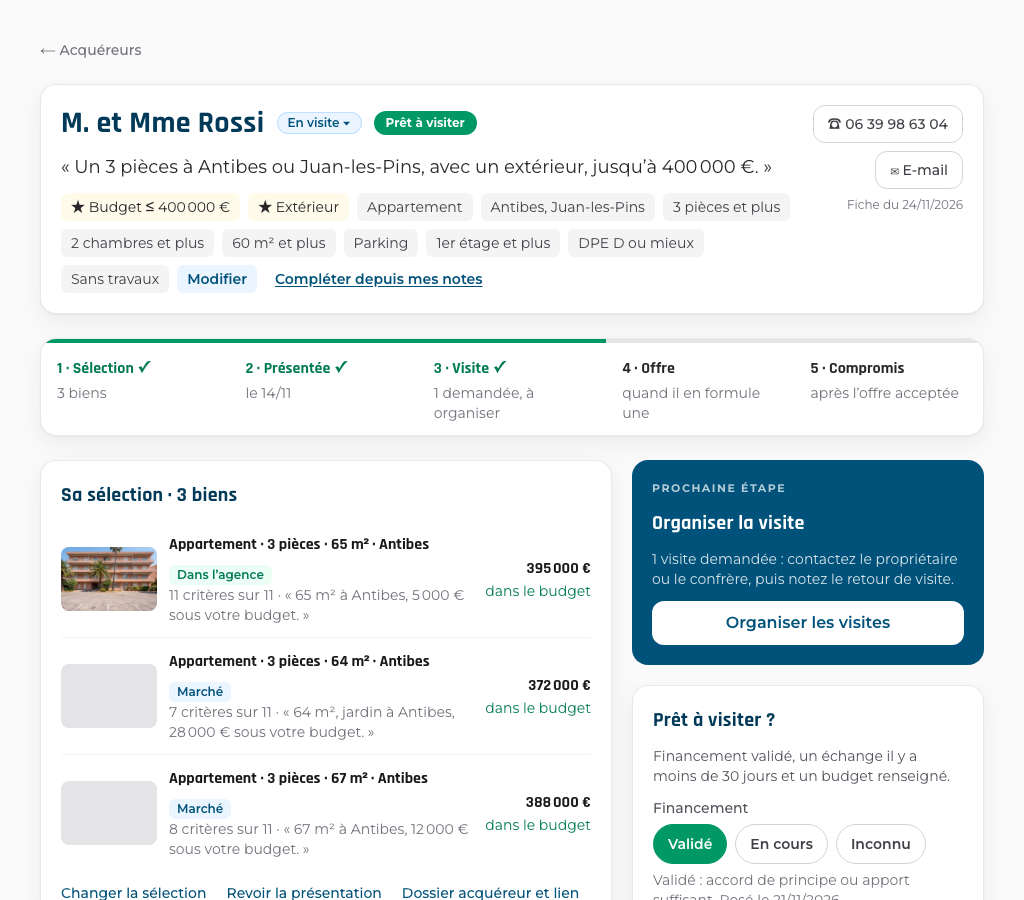 ← Acquéreurs
M. et Mme Rossi
En visite
Prêt à visiter
☎ 06 39 98 63 04
« Un 3 pièces à Antibes ou Juan-les-Pins, avec un extérieur, jusqu’à 400 000 €. »
✉ E-mail
★ Budget ≤ 400 000 €
★ Extérieur
Appartement
Antibes, Juan-les-Pins
3 pièces et plus
Fiche du 24/11/2026
2 chambres et plus
60 m² et plus
Parking
1er étage et plus
DPE D ou mieux
Sans travaux
Modifier
Compléter depuis mes notes
1 · Sélection ✓
3 biens
2 · Présentée ✓
le 14/11
3 · Visite ✓
1 demandée, à
organiser
4 · Offre
quand il en formule
une
5 · Compromis
après l’offre acceptée
Sa sélection · 3 biens
Appartement · 3 pièces · 65 m² · Antibes
Dans l’agence
11 critères sur 11 · « 65 m² à Antibes, 5 000 €
sous votre budget. »
395 000 €
dans le budget
Appartement · 3 pièces · 64 m² · Antibes
Marché
7 critères sur 11 · « 64 m², jardin à Antibes,
28 000 € sous votre budget. »
372 000 €
dans le budget
Appartement · 3 pièces · 67 m² · Antibes
Marché
8 critères sur 11 · « 67 m² à Antibes, 12 000 €
sous votre budget. »
388 000 €
dans le budget
Changer la sélection
Revoir la présentation
Dossier acquéreur et lien
PROCHAINE ÉTAPE
Organiser la visite
1 visite demandée : contactez le propriétaire
ou le confrère, puis notez le retour de visite.
Organiser les visites
Prêt à visiter ?
Financement validé, un échange il y a
moins de 30 jours et un budget renseigné.
Financement
Validé
En cours
Inconnu
Validé : accord de principe ou apport
suffisant. Posé le 21/11/2026